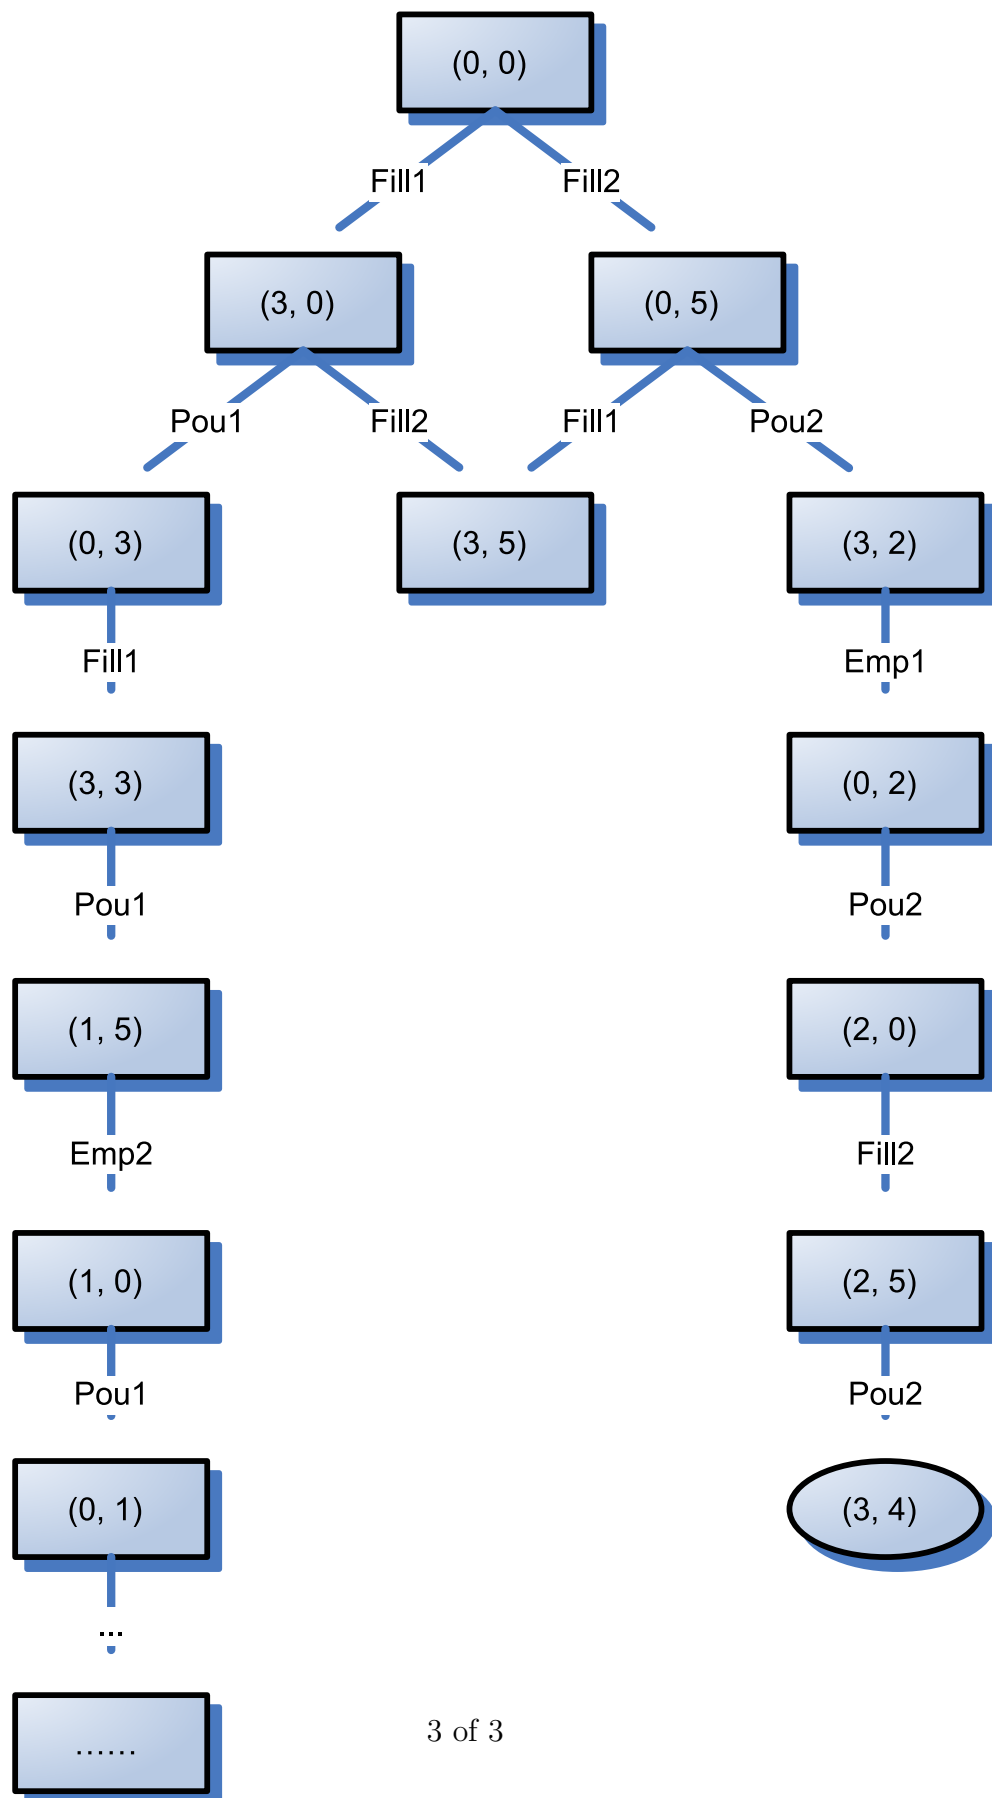 (0, 0)
Fill1 Fill2
(3, 0) (0, 5)
Pou1 Fill2 Fill1 Pou2
(0, 3) (3, 5) (3, 2)
Fill1 Emp1
(3, 3) (0, 2)
Pou1 Pou2
(1, 5) (2, 0)
Emp2 Fill2
(1, 0) (2, 5)
Pou1 Pou2
(0, 1) (3, 4)
...
......
3 of 3